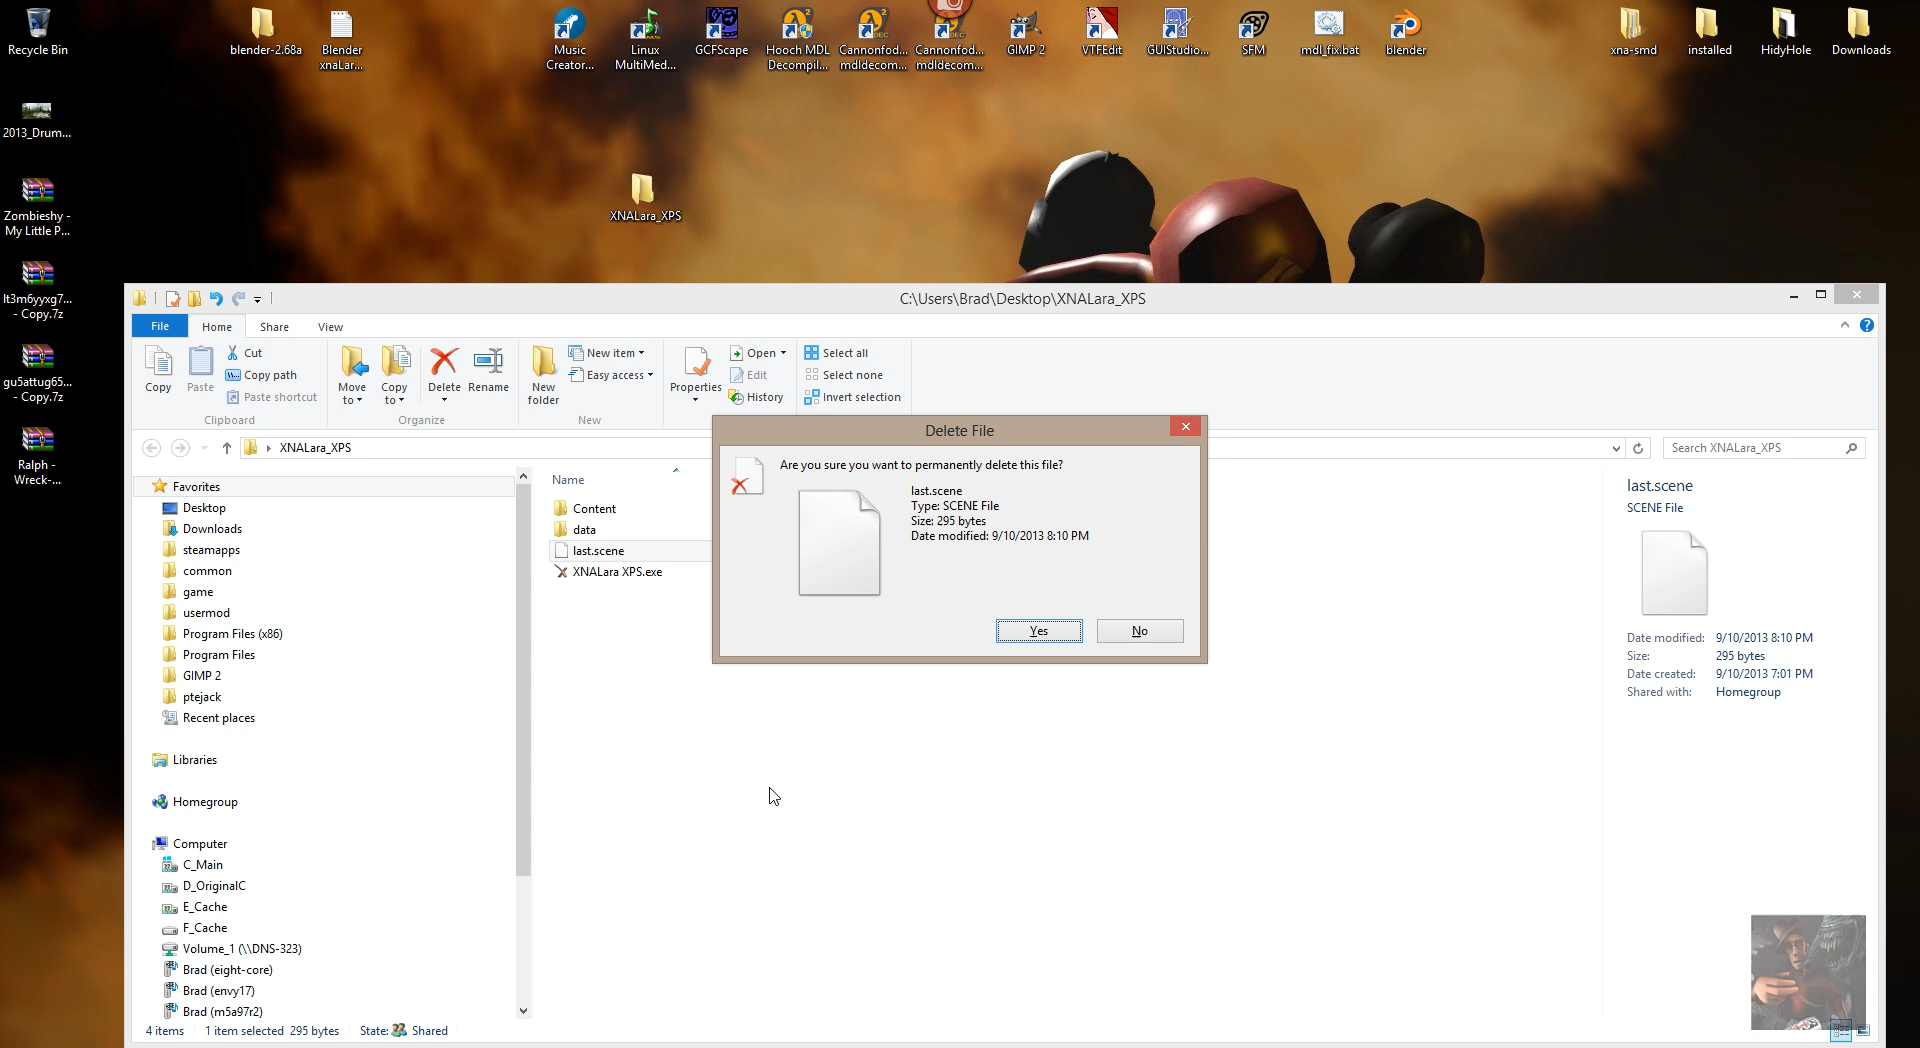 Recycle Bin
blender-2.68a
Blender
xnaLar...
Music
Creator...
Linux
MultiMed...
GCFScape
Hooch MDL
Decompil...
Cannonfod...
mdldecom...
Cannonfod...
mdldecom...
GIMP 2
VTFEdit
GUIStudio...
SFM
mdl_fix.bat
blender
xna-smd
installed
HidyHole
Downloads
2013_Drum...
Zombieshy -
My Little P...
lt3m6yyxg7...
- Copy.7z
gu5attug65...
- Copy.7z
Ralph -
Wreck-...
XNALara_XPS
C:\Users\Brad\Desktop\XNALara_XPS
File
Home
Share
View
Copy
Paste
Cut
Copy path
Paste shortcut
Clipboard
Move
to
Copy
to
Delete
Rename
Organize
New
folder
New item
Easy access
New
Properties
Open
Edit
History
Select all
Select none
Invert selection
XNALara_XPS
Search XNALara_XPS
Favorites
Desktop
Downloads
steamapps
common
game
usermod
Program Files (x86)
Program Files
GIMP 2
ptejack
Recent places
Libraries
Homegroup
Computer
C_Main
D_OriginalC
E_Cache
F_Cache
Volume_1 (\\DNS-323)
Brad (eight-core)
Brad (envy17)
Brad (m5a97r2)
Name
Content
data
last.scene
XNALara XPS.exe
Delete File
Are you sure you want to permanently delete this file?
last.scene
Type: SCENE File
Size: 295 bytes
Date modified: 9/10/2013 8:10 PM
Yes
No
last.scene
SCENE File
Date modified: 9/10/2013 8:10 PM
Size: 295 bytes
Date created: 9/10/2013 7:01 PM
Shared with: Homegroup
4 items
1 item selected 295 bytes
State: Shared